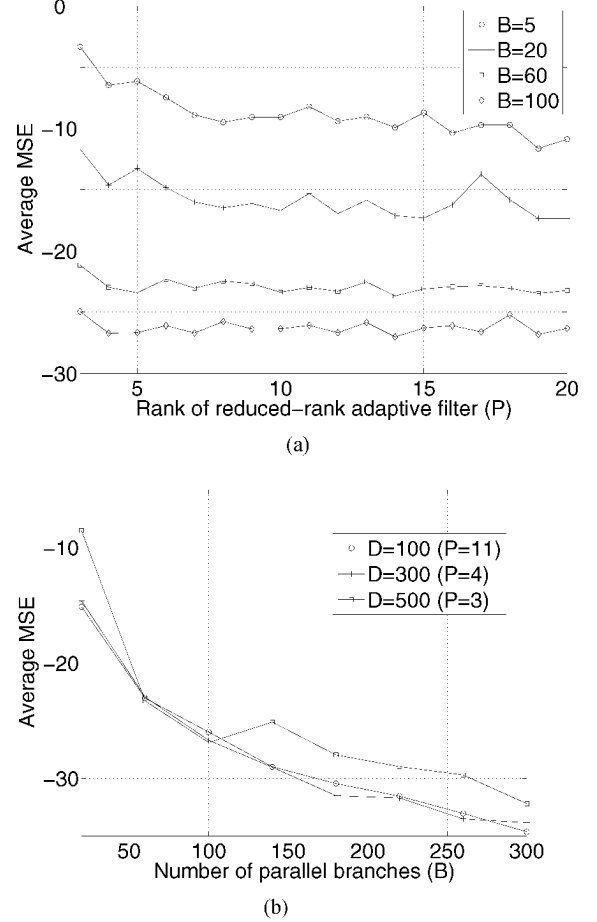 0
B=5
B=20
B=60
B=100
−10
Average MSE
−20
−30
5
10
15
20
Rank of reduced−rank adaptive filter (P)
(a)
−10
D=100 (P=11)
D=300 (P=4)
D=500 (P=3)
Average MSE
−20
−30
50
100
150
200
250
300
Number of parallel branches (B)
(b)